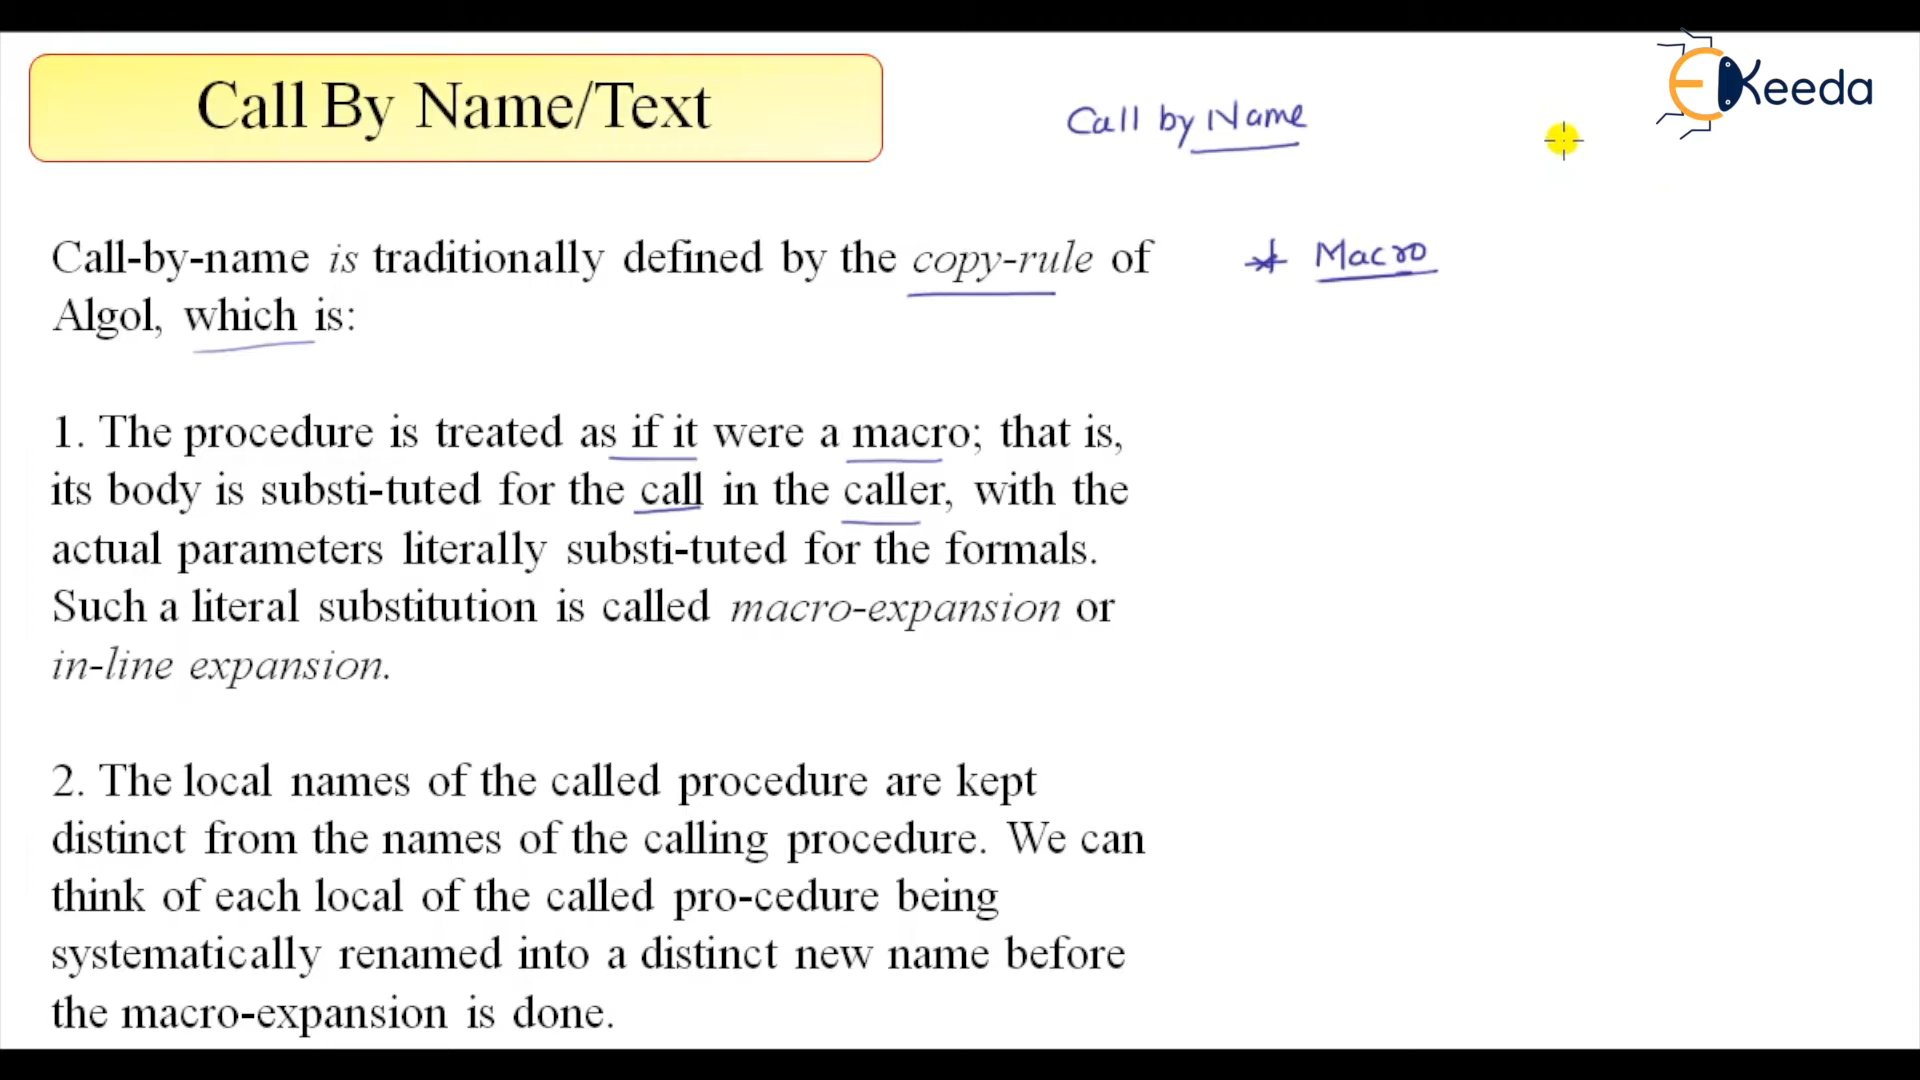 Call By Name/Text
Call by Name
EKeeda
Call-by-name is traditionally defined by the copy-rule of
Algol, which is:
* Macro
1. The procedure is treated as if it were a macro; that is,
its body is substi-tuted for the call in the caller, with the
actual parameters literally substi-tuted for the formals.
Such a literal substitution is called macro-expansion or
in-line expansion.
2. The local names of the called procedure are kept
distinct from the names of the calling procedure. We can
think of each local of the called pro-cedure being
systematically renamed into a distinct new name before
the macro-expansion is done.